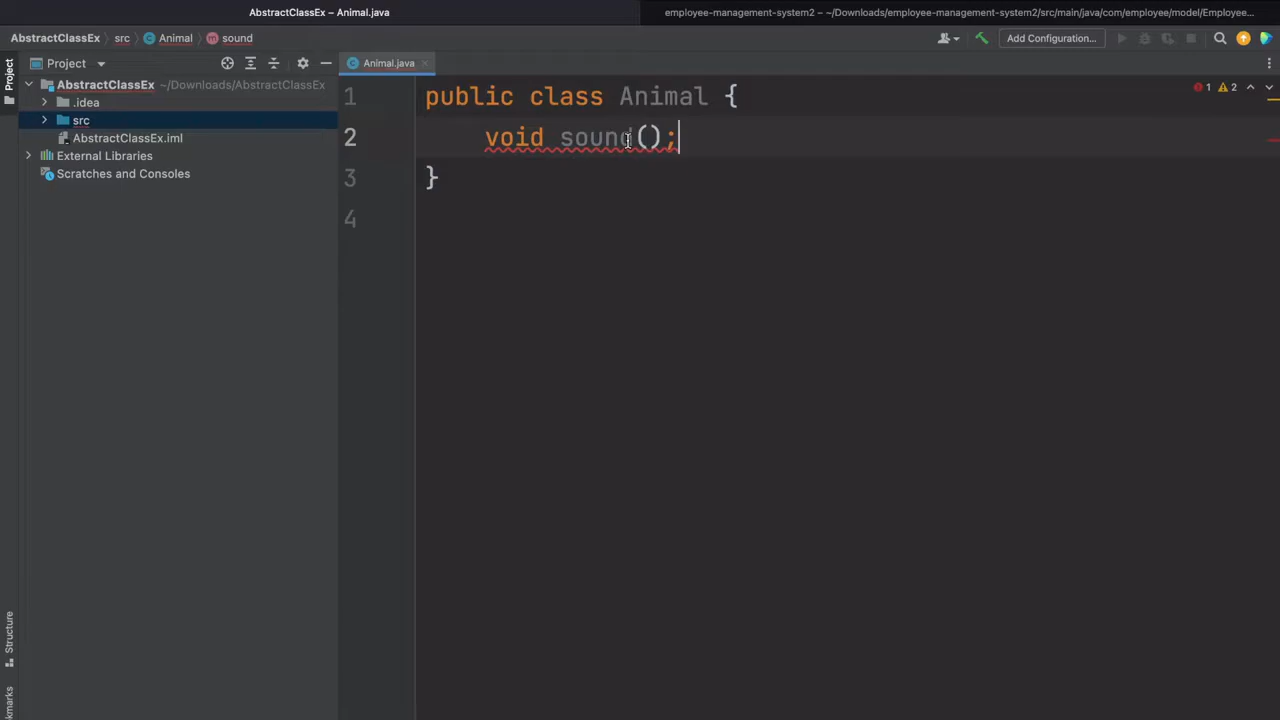 AbstractClassEx – Animal.java
employee-management-system2 – ~/Downloads/employee-management-system2/src/main/java/com/employee/model/Employee...
AbstractClassEx src Animal sound
Add Configuration...
Project
Project
Animal.java
AbstractClassEx ~/Downloads/AbstractClassEx
.idea
src
AbstractClassEx.iml
External Libraries
Scratches and Consoles
1 public class Animal {
2 void sound();
3 }
4
1 2
Structure